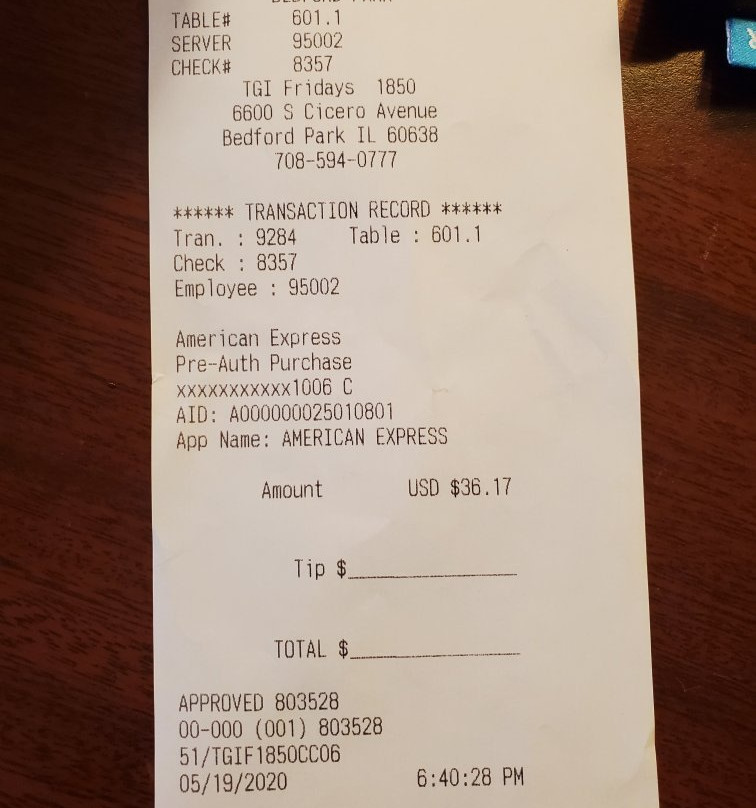 TABLE# 601.1
SERVER 95002
CHECK# 8357
TGI Fridays 1850
6600 S Cicero Avenue
Bedford Park IL 60638
708-594-0777
****** TRANSACTION RECORD ******
Tran. : 9284 Table : 601.1
Check : 8357
Employee : 95002
American Express
Pre-Auth Purchase
xxxxxxxxxxx1006 C
AID: A000000025010801
App Name: AMERICAN EXPRESS
Amount USD $36.17
Tip $
TOTAL $
APPROVED 803528
00-000 (001) 803528
51/TGIF1850CC06
05/19/2020 6:40:28 PM